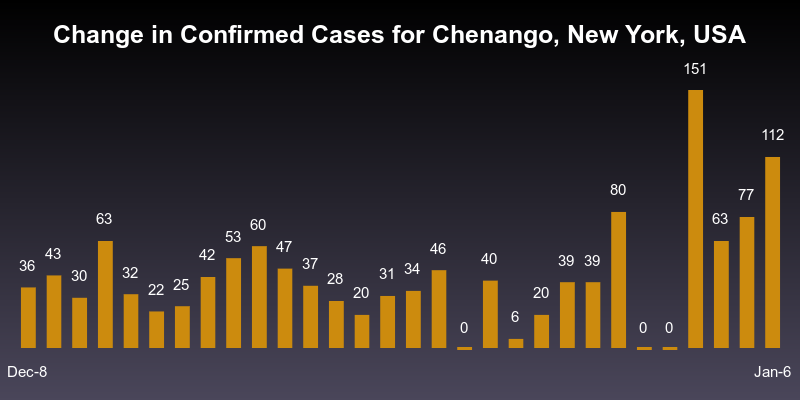 Change in Confirmed Cases for Chenango, New York, USA
36 43 30 63 32 22 25 42 53 60 47 37 28 20 31 34 46 0 40 6 20 39 39 80 0 0 151 63 77 112
Dec-8 Jan-6